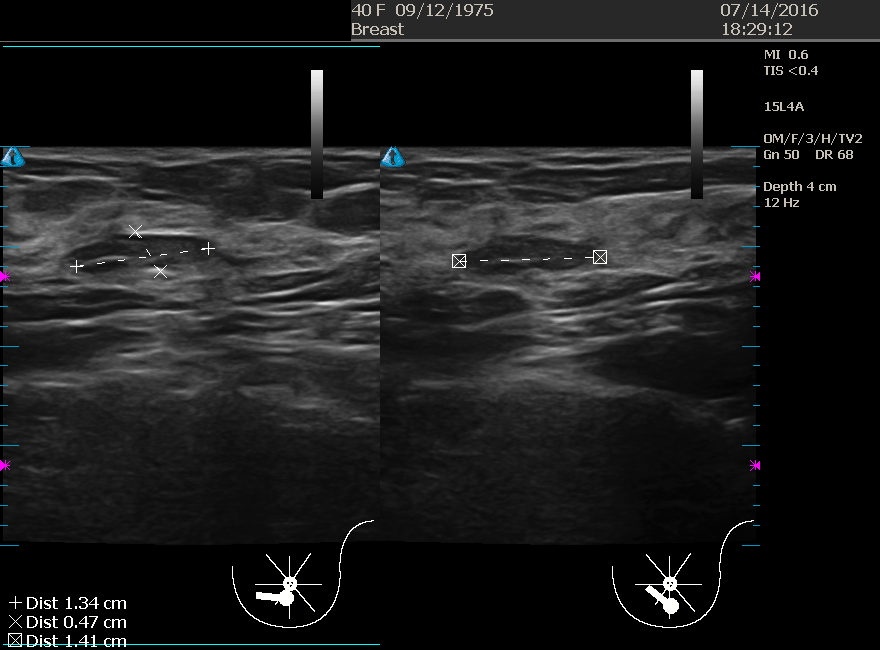 40 F 09/12/1975 07/14/2016
Breast 18:29:12
MI 0.6
TIS <0.4
15L4A
OM/F/3/H/TV2
Gn 50 DR 68
Depth 4 cm
12 Hz
Dist 1.34 cm
Dist 0.47 cm
Dist 1.41 cm